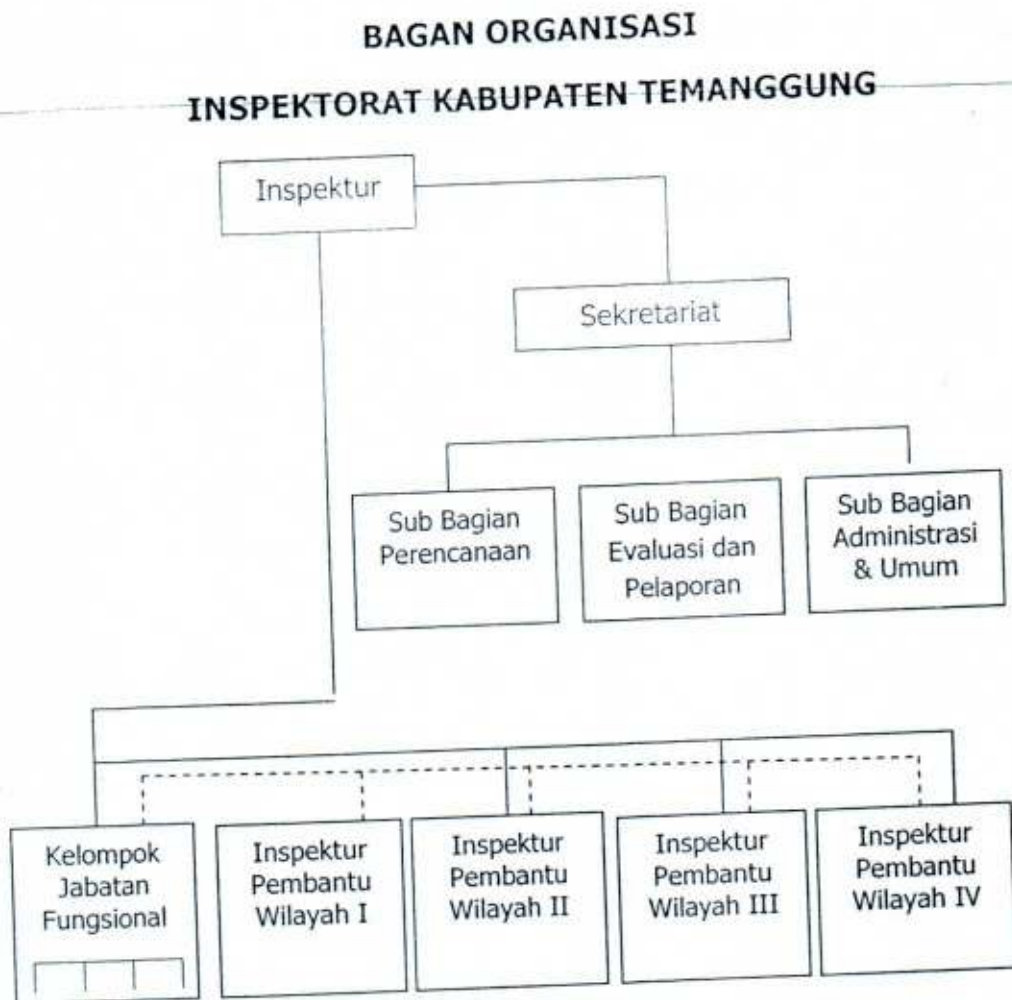 BAGAN ORGANISASI
INSPEKTORAT KABUPATEN TEMANGGUNG
Inspektur
Sekretariat
Sub Bagian
Perencanaan
Sub Bagian
Evaluasi dan
Pelaporan
Sub Bagian
Administrasi
& Umum
Kelompok
Jabatan
Fungsional
Inspektur
Pembantu
Wilayah I
Inspektur
Pembantu
Wilayah II
Inspektur
Pembantu
Wilayah III
Inspektur
Pembantu
Wilayah IV